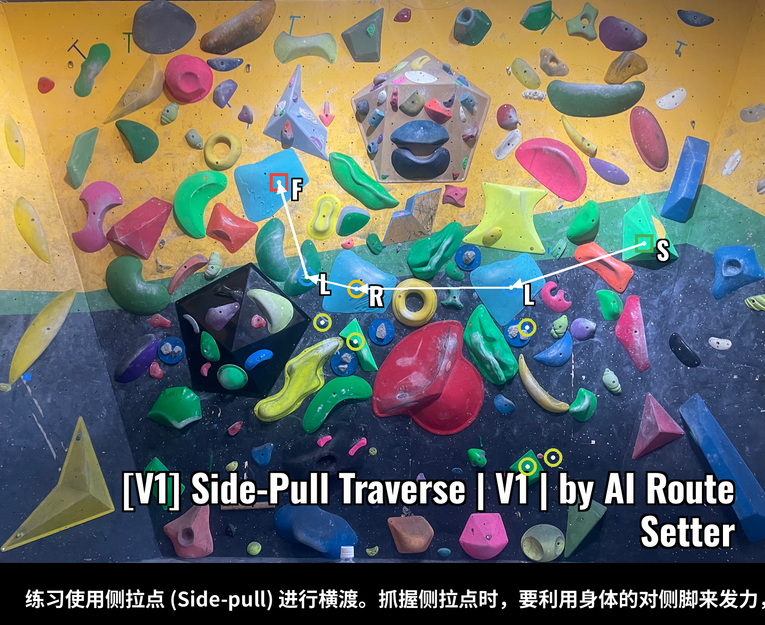 F
S
L
R
L
[V1] Side-Pull Traverse | V1 | by AI Route
Setter
练习使用侧拉点 (Side-pull) 进行横渡。抓握侧拉点时，要利用身体的对侧脚来发力，